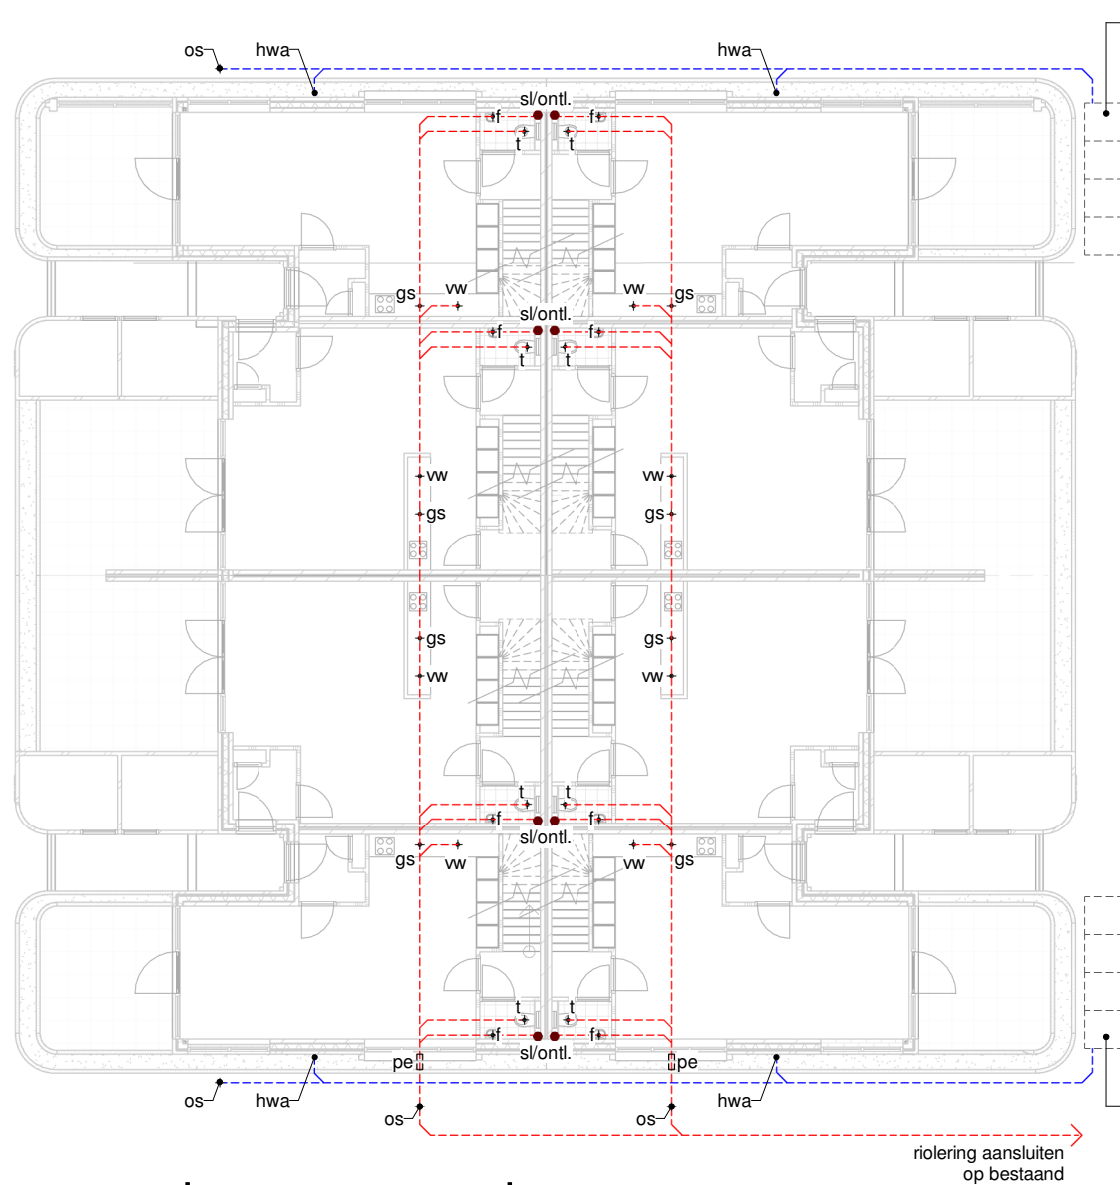 os
hwa
hwa
sl/ontl.
f
f
t
t
gs
vw
vw
gs
sl/ontl.
f
f
t
t
vw
vw
gs
gs
gs
gs
vw
vw
t
t
f
f
sl/ontl.
gs
vw
vw
gs
t
t
f
f
sl/ontl.
pe
pe
os
hwa
os
os
hwa
riolering aansluiten
op bestaand